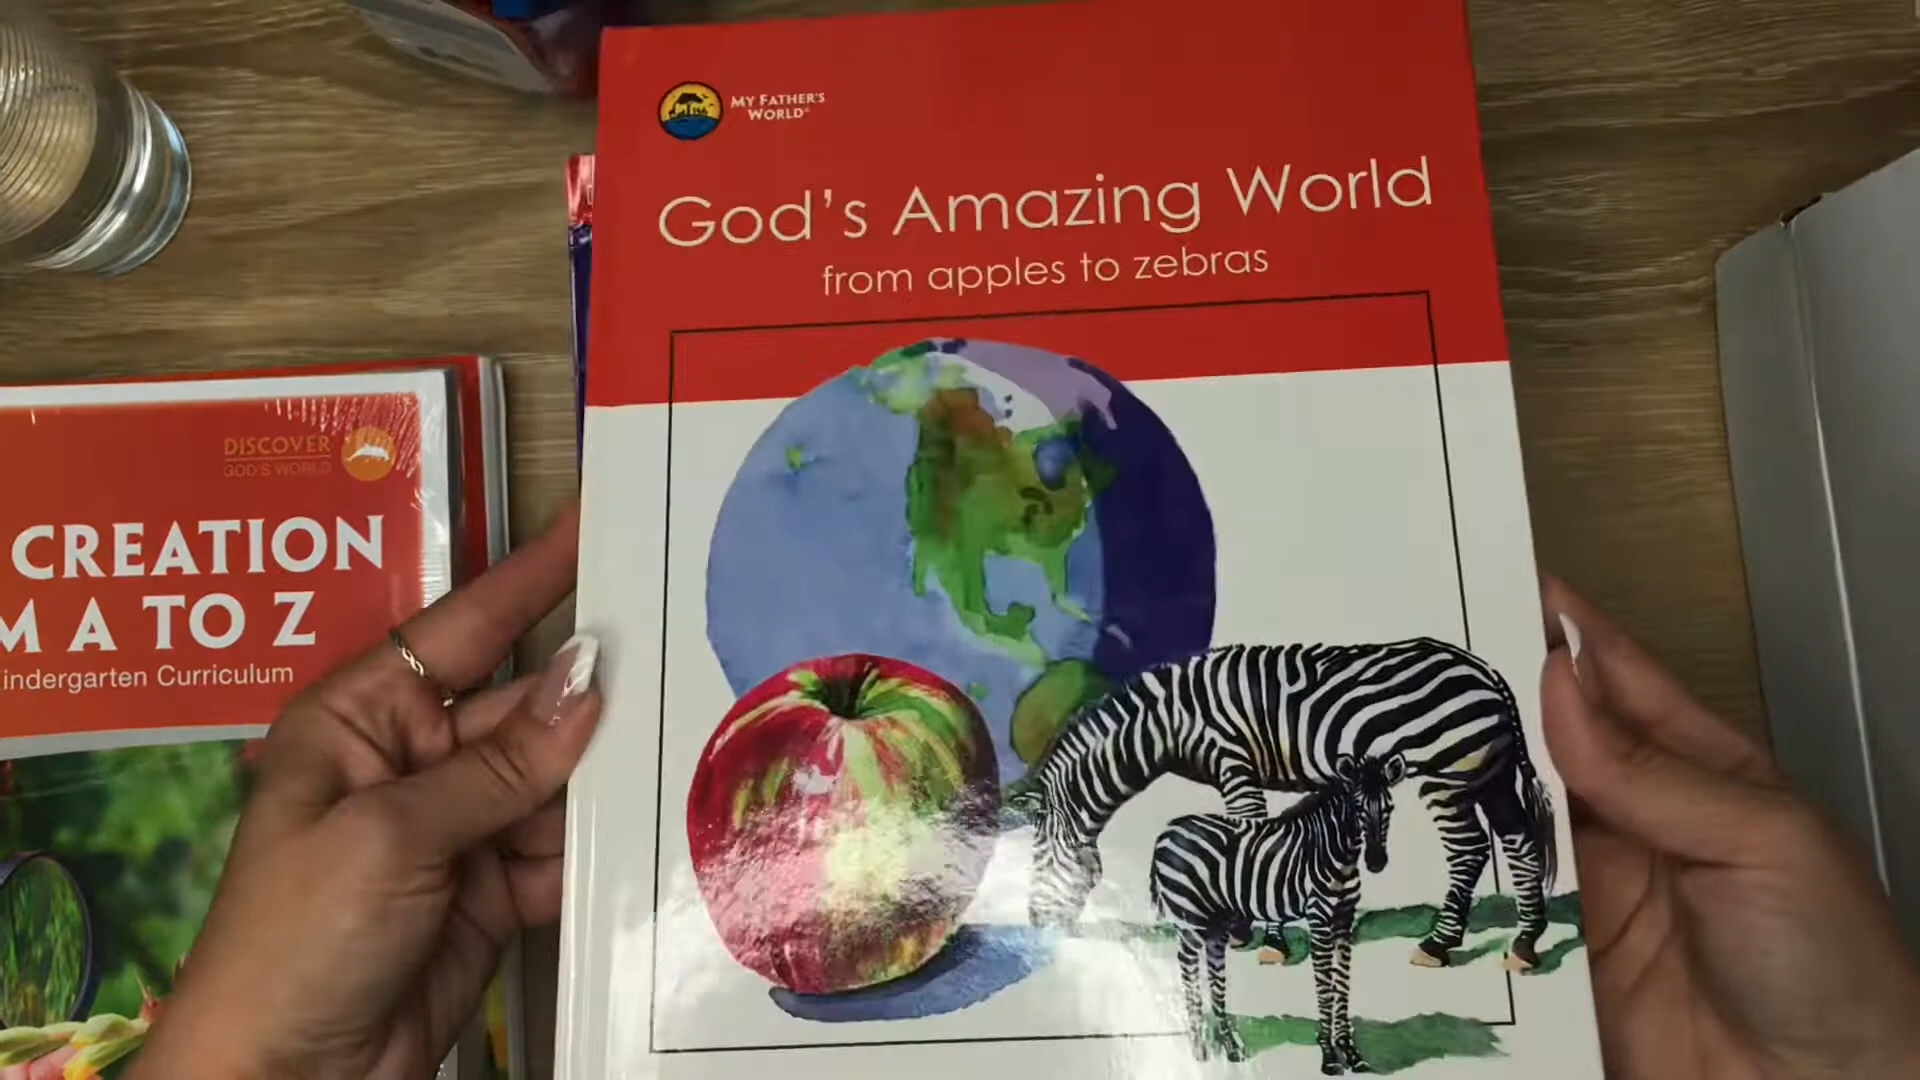 MY FATHER'S
WORLD®
God's Amazing World
from apples to zebras
DISCOVER
GOD'S WORLD
CREATION
M A TO Z
indergarten Curriculum